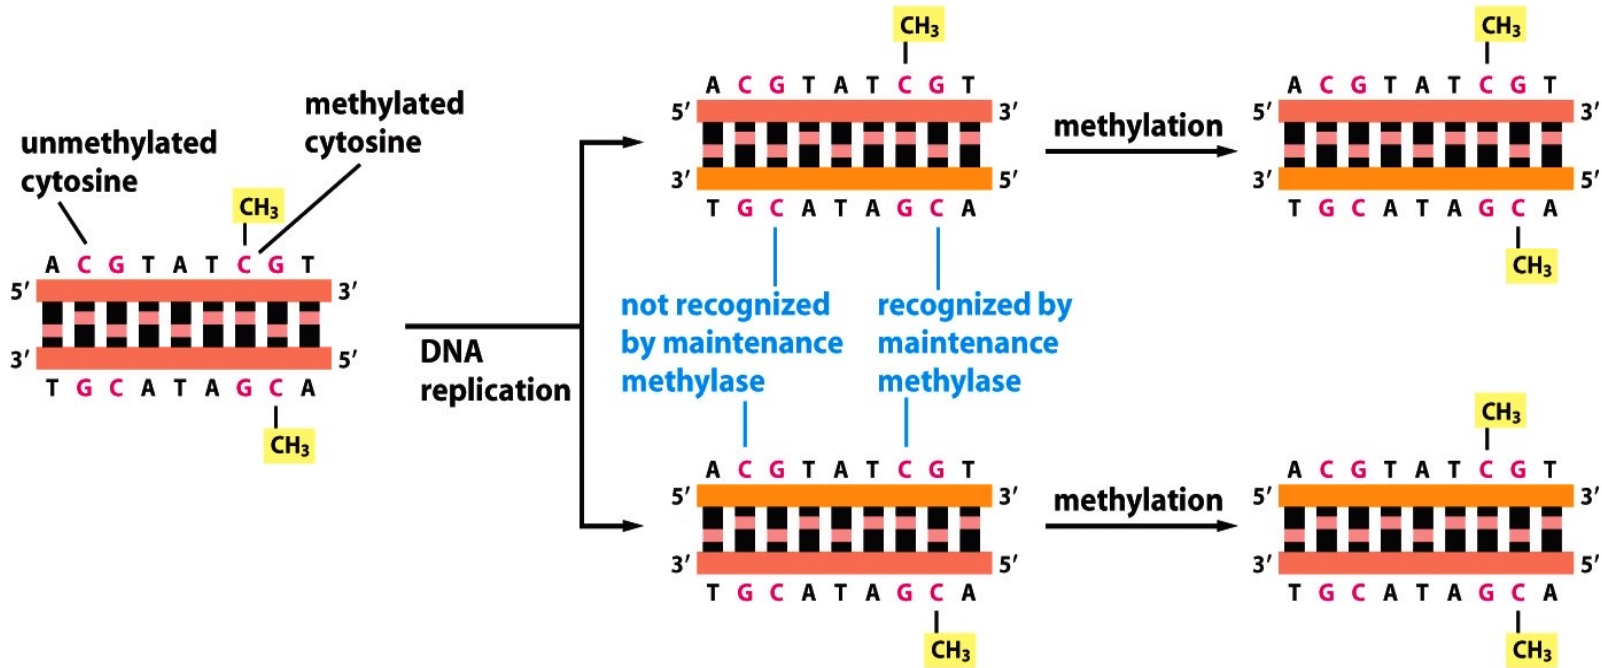 unmethylated
cytosine
methylated
cytosine
CH₃
A C G T A T C G T
5′ 3′
3′ 5′
T G C A T A G C A
CH₃
DNA
replication
CH₃
A C G T A T C G T
5′ 3′
3′ 5′
T G C A T A G C A
not recognized
by maintenance
methylase
recognized by
maintenance
methylase
A C G T A T C G T
5′ 3′
3′ 5′
T G C A T A G C A
CH₃
methylation
CH₃
A C G T A T C G T
5′ 3′
3′ 5′
T G C A T A G C A
CH₃
methylation
CH₃
A C G T A T C G T
5′ 3′
3′ 5′
T G C A T A G C A
CH₃